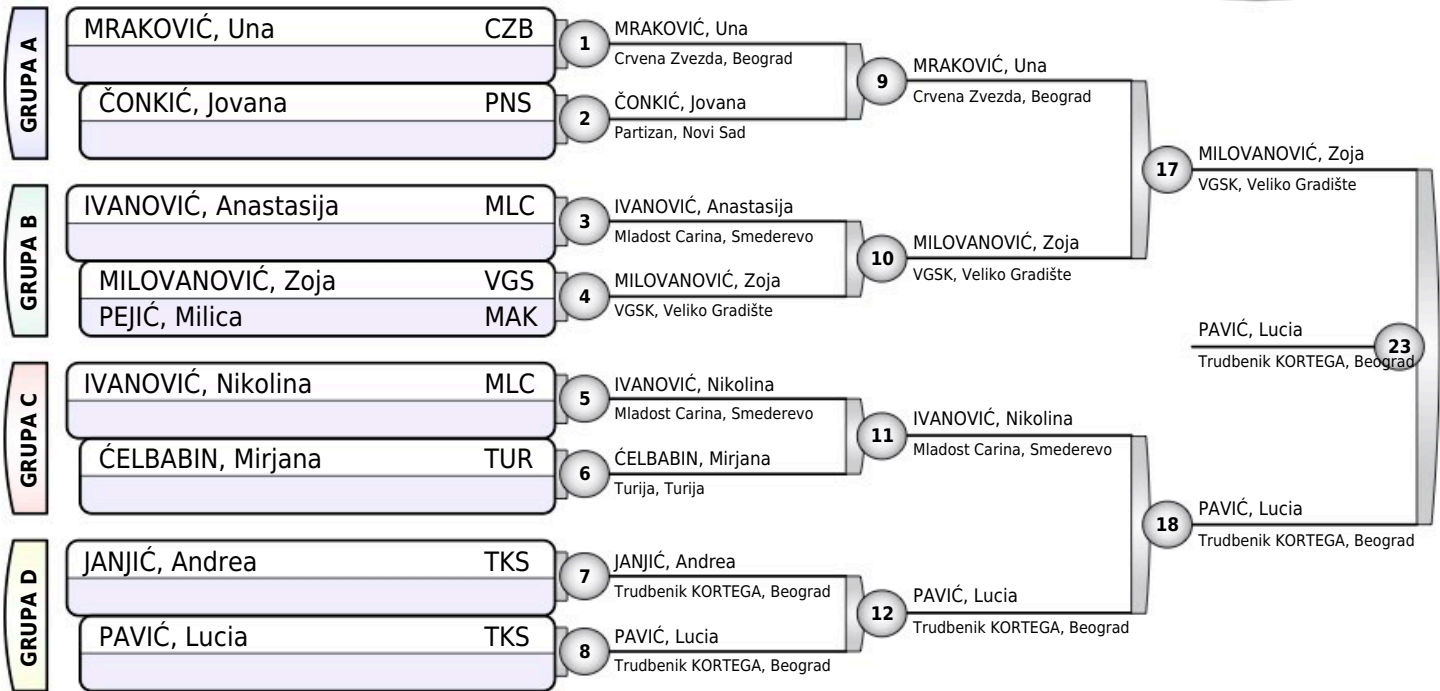 GRUPA A
MRAKOVIĆ, Una CZB
ČONKIĆ, Jovana PNS
GRUPA B
IVANOVIĆ, Anastasija MLC
MILOVANOVIĆ, Zoja VGS
PEJIĆ, Milica MAK
GRUPA C
IVANOVIĆ, Nikolina MLC
ĆELBABIN, Mirjana TUR
GRUPA D
JANJIĆ, Andrea TKS
PAVIĆ, Lucia TKS
1
MRAKOVIĆ, Una
Crvena Zvezda, Beograd
2
ČONKIĆ, Jovana
Partizan, Novi Sad
3
IVANOVIĆ, Anastasija
Mladost Carina, Smederevo
4
MILOVANOVIĆ, Zoja
VGSK, Veliko Gradište
5
IVANOVIĆ, Nikolina
Mladost Carina, Smederevo
6
ĆELBABIN, Mirjana
Turija, Turija
7
JANJIĆ, Andrea
Trudbenik KORTEGA, Beograd
8
PAVIĆ, Lucia
Trudbenik KORTEGA, Beograd
9
MRAKOVIĆ, Una
Crvena Zvezda, Beograd
10
MILOVANOVIĆ, Zoja
VGSK, Veliko Gradište
11
IVANOVIĆ, Nikolina
Mladost Carina, Smederevo
12
PAVIĆ, Lucia
Trudbenik KORTEGA, Beograd
17
MILOVANOVIĆ, Zoja
VGSK, Veliko Gradište
18
PAVIĆ, Lucia
Trudbenik KORTEGA, Beograd
PAVIĆ, Lucia
23
Trudbenik KORTEGA, Beograd